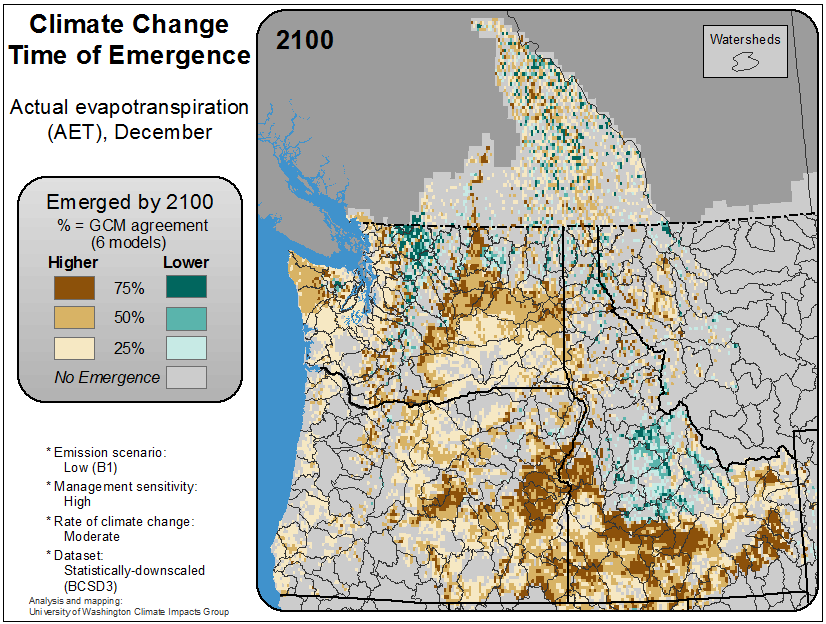 Climate Change
Time of Emergence
Actual evapotranspiration
(AET), December
Emerged by 2100
% = GCM agreement
(6 models)
Higher Lower
75%
50%
25%
No Emergence
* Emission scenario:
Low (B1)
* Management sensitivity:
High
* Rate of climate change:
Moderate
* Dataset:
Statistically-downscaled
(BCSD3)
Analysis and mapping:
University of Washington Climate Impacts Group
2100
Watersheds